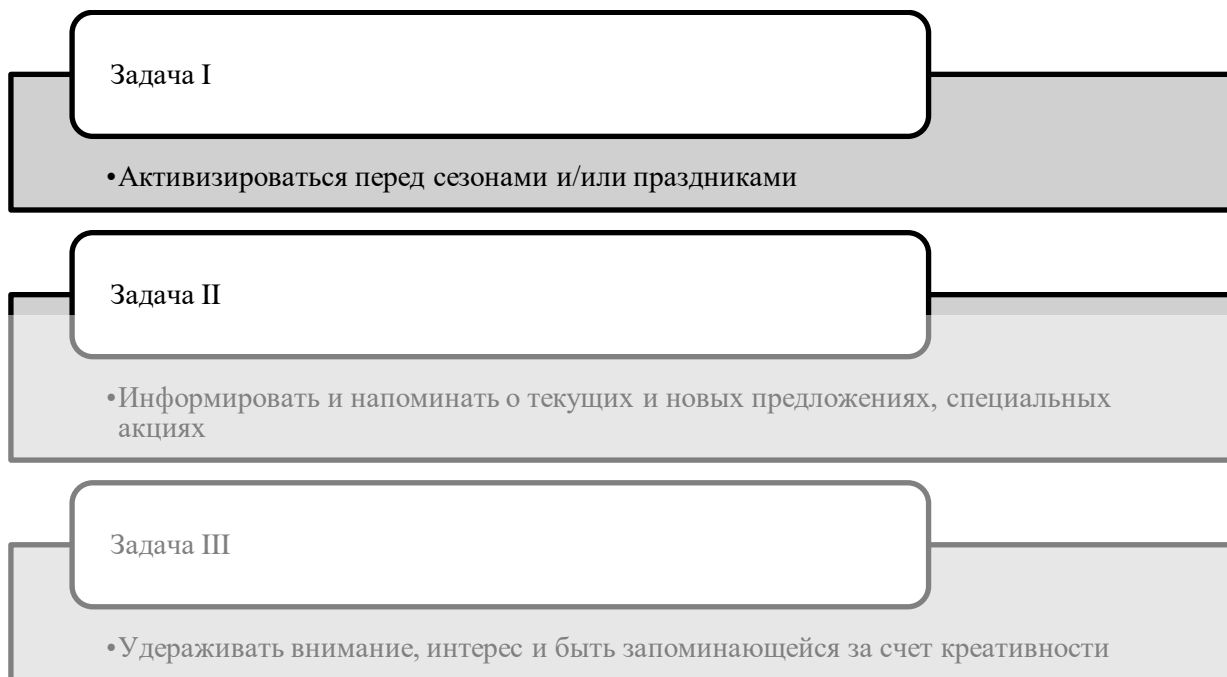 Задача I
•Активизироваться перед сезонами и/или праздниками
Задача II
•Информировать и напоминать о текущих и новых предложениях, специальных
акциях
Задача III
•Удераживать внимание, интерес и быть запоминающейся за счет креативности